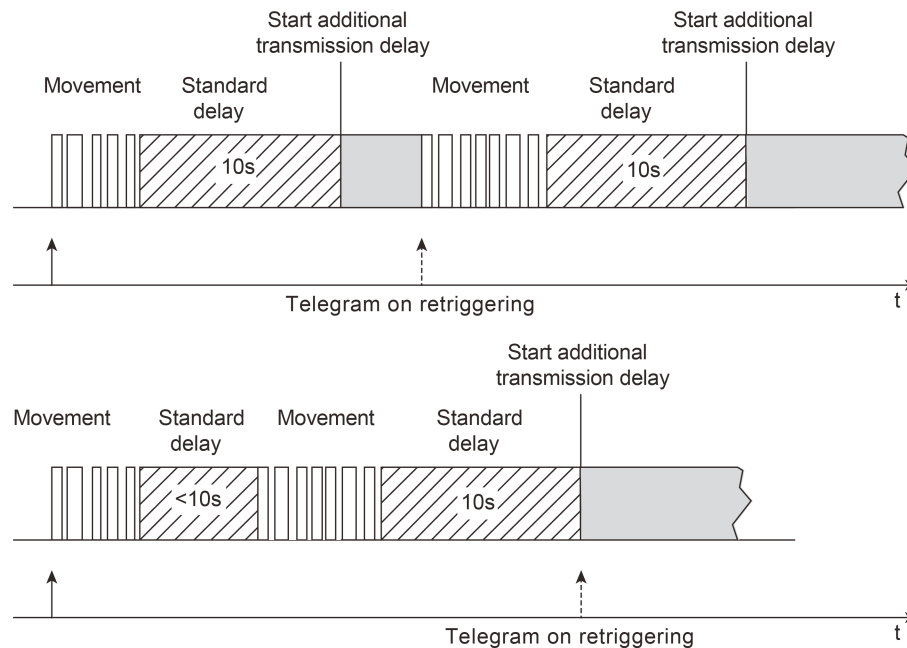 Start additional
transmission delay
Start additional
transmission delay
Movement
Standard
delay
Movement
Standard
delay
10s
10s
Telegram on retriggering
t
Start additional
transmission delay
Movement
Standard
delay
Movement
Standard
delay
<10s
10s
Telegram on retriggering
t